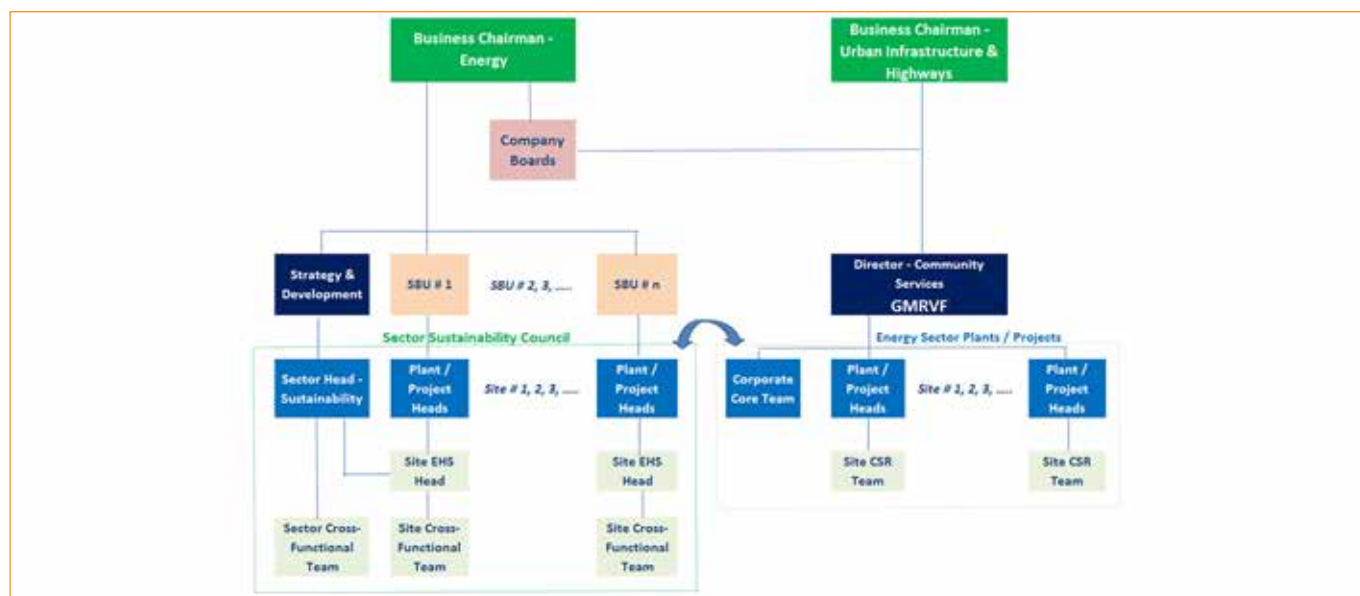 Business Chairman -
Energy
Business Chairman -
Urban Infrastructure &
Highways
Company
Boards
Strategy &
Development
SBU # 1
SBU # 2, 3, .....
SBU # n
Director - Community
Services
GMRVF
Sector Sustainability Council
Energy Sector Plants / Projects
Sector Head -
Sustainability
Plant /
Project
Heads
Site # 1, 2, 3, .....
Plant /
Project
Heads
Corporate
Core Team
Plant /
Project
Heads
Site # 1, 2, 3, .....
Plant /
Project
Heads
Site EHS
Head
Site EHS
Head
Site CSR
Team
Site CSR
Team
Sector Cross-
Functional
Team
Site Cross-
Functional
Team
Site Cross-
Functional
Team